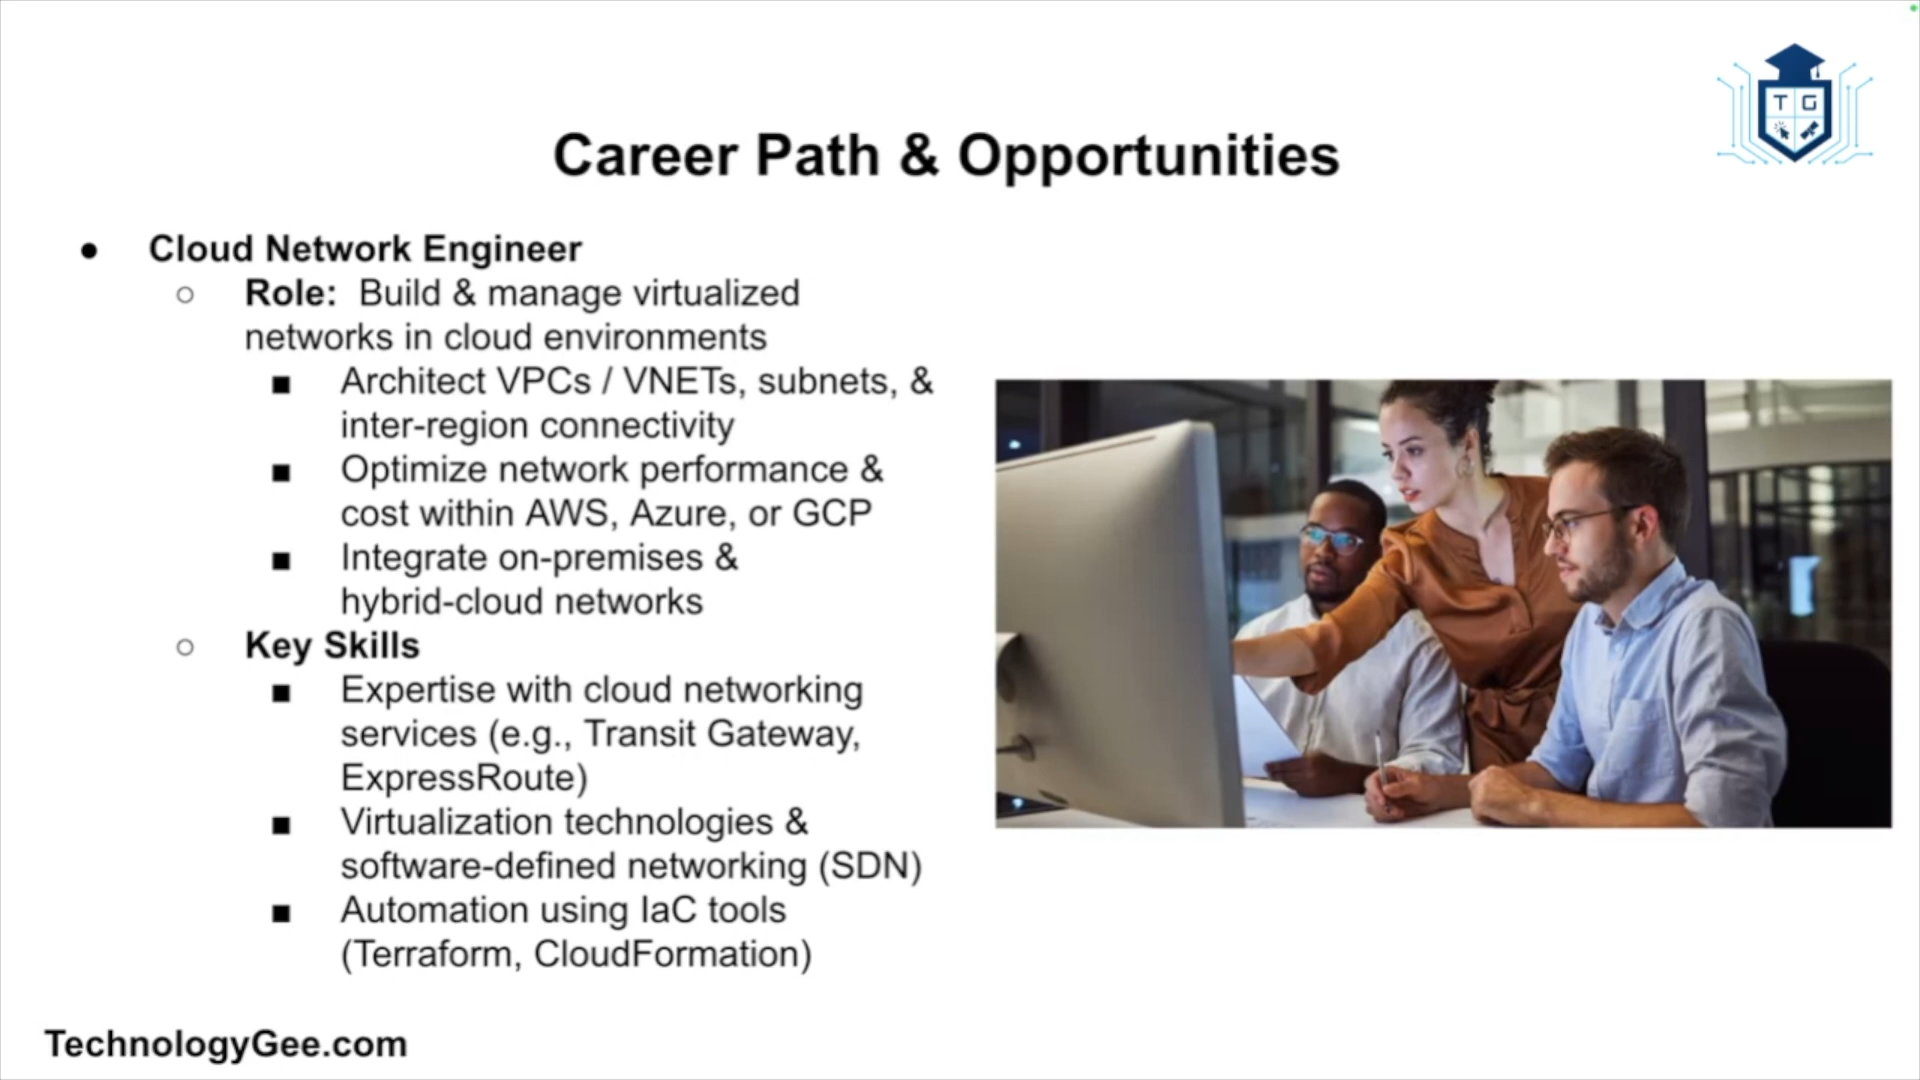 T G
Career Path & Opportunities
● Cloud Network Engineer
○ Role:  Build & manage virtualized
networks in cloud environments
■ Architect VPCs / VNETs, subnets, &
inter-region connectivity
■ Optimize network performance &
cost within AWS, Azure, or GCP
■ Integrate on-premises &
hybrid-cloud networks
○ Key Skills
■ Expertise with cloud networking
services (e.g., Transit Gateway,
ExpressRoute)
■ Virtualization technologies &
software-defined networking (SDN)
■ Automation using IaC tools
(Terraform, CloudFormation)
TechnologyGee.com